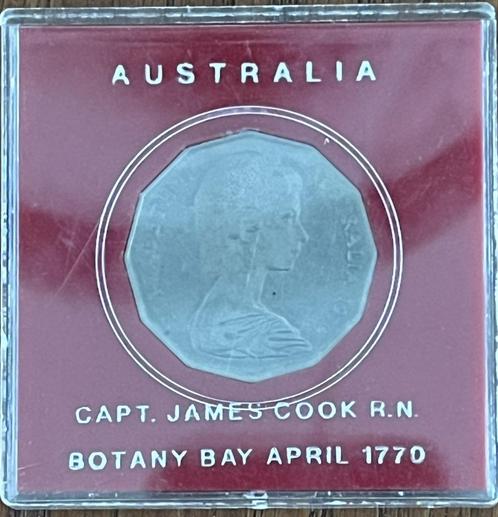 AUSTRALIA
CAPT. JAMES COOK R.N.
BOTANY BAY APRIL 1770